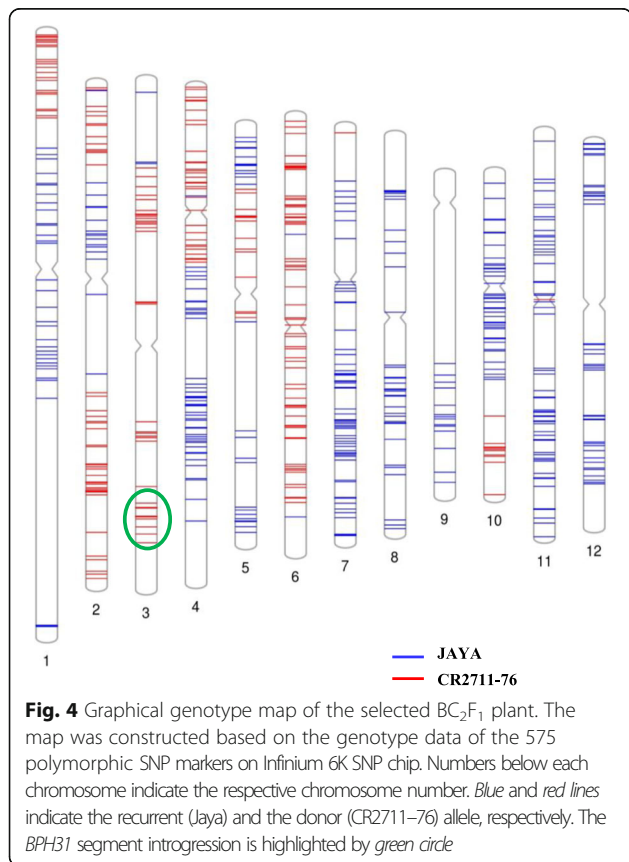 1
2
3
4
5
6
7
8
9
10
11
12
JAYA
CR2711-76
Fig. 4 Graphical genotype map of the selected BC₂F₁ plant. The
map was constructed based on the genotype data of the 575
polymorphic SNP markers on Infinium 6K SNP chip. Numbers below each
chromosome indicate the respective chromosome number. Blue and red lines
indicate the recurrent (Jaya) and the donor (CR2711–76) allele, respectively. The
BPH31 segment introgression is highlighted by green circle